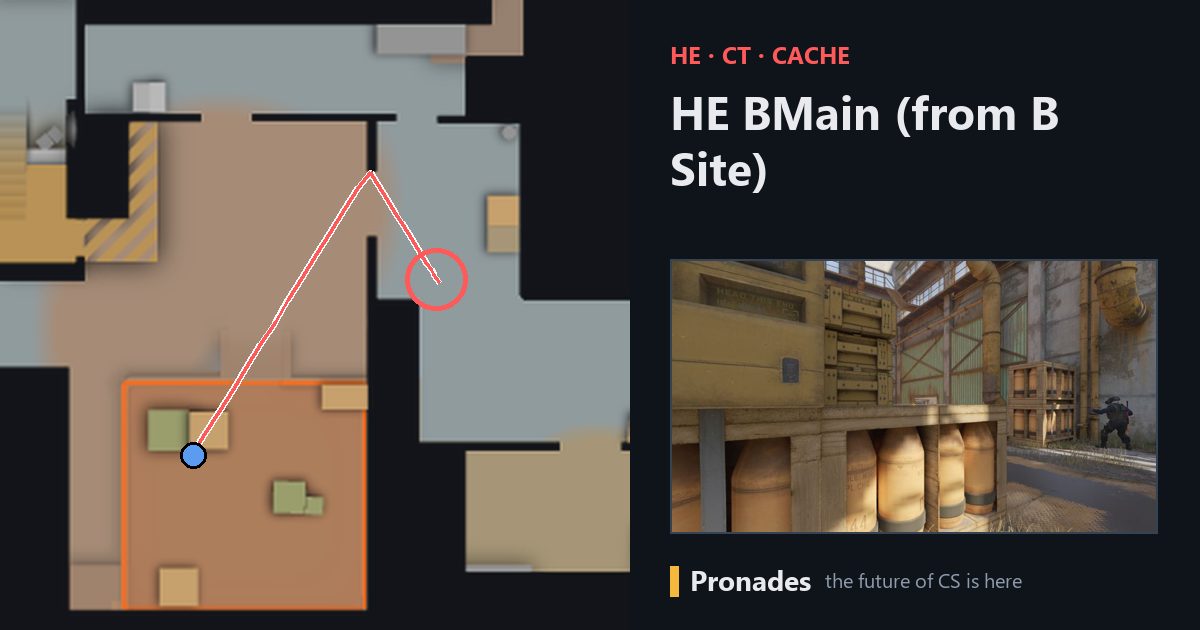 HE · CT · CACHE
HE BMain (from B
Site)
Pronades the future of CS is here